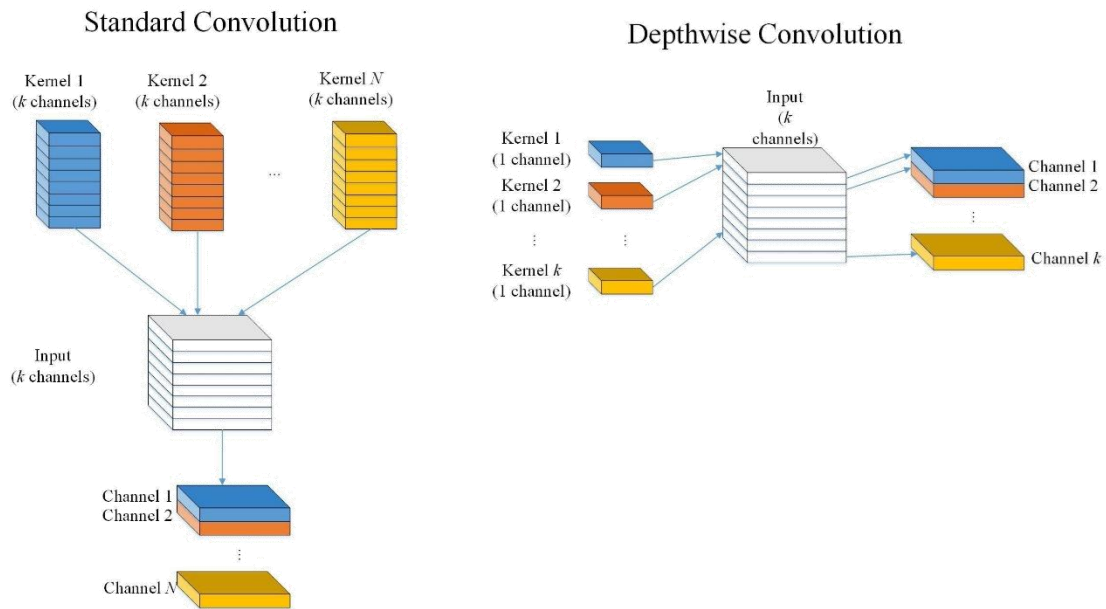 Standard Convolution
Kernel 1
(k channels)
Kernel 2
(k channels)
...
Kernel N
(k channels)
Input
(k channels)
Channel 1
Channel 2
...
Channel N
Depthwise Convolution
Kernel 1
(1 channel)
Kernel 2
(1 channel)
...
...
Kernel k
(1 channel)
Input
(k
channels)
Channel 1
Channel 2
...
Channel k